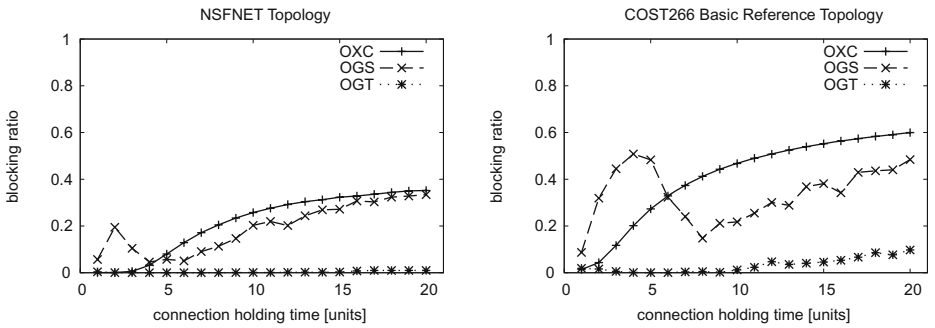 NSFNET Topology
1
0.8
0.6
0.4
0.2
0
blocking ratio
OXC
OGS
OGT
0 5 10 15 20
connection holding time [units]
COST266 Basic Reference Topology
1
0.8
0.6
0.4
0.2
0
blocking ratio
OXC
OGS
OGT
0 5 10 15 20
connection holding time [units]